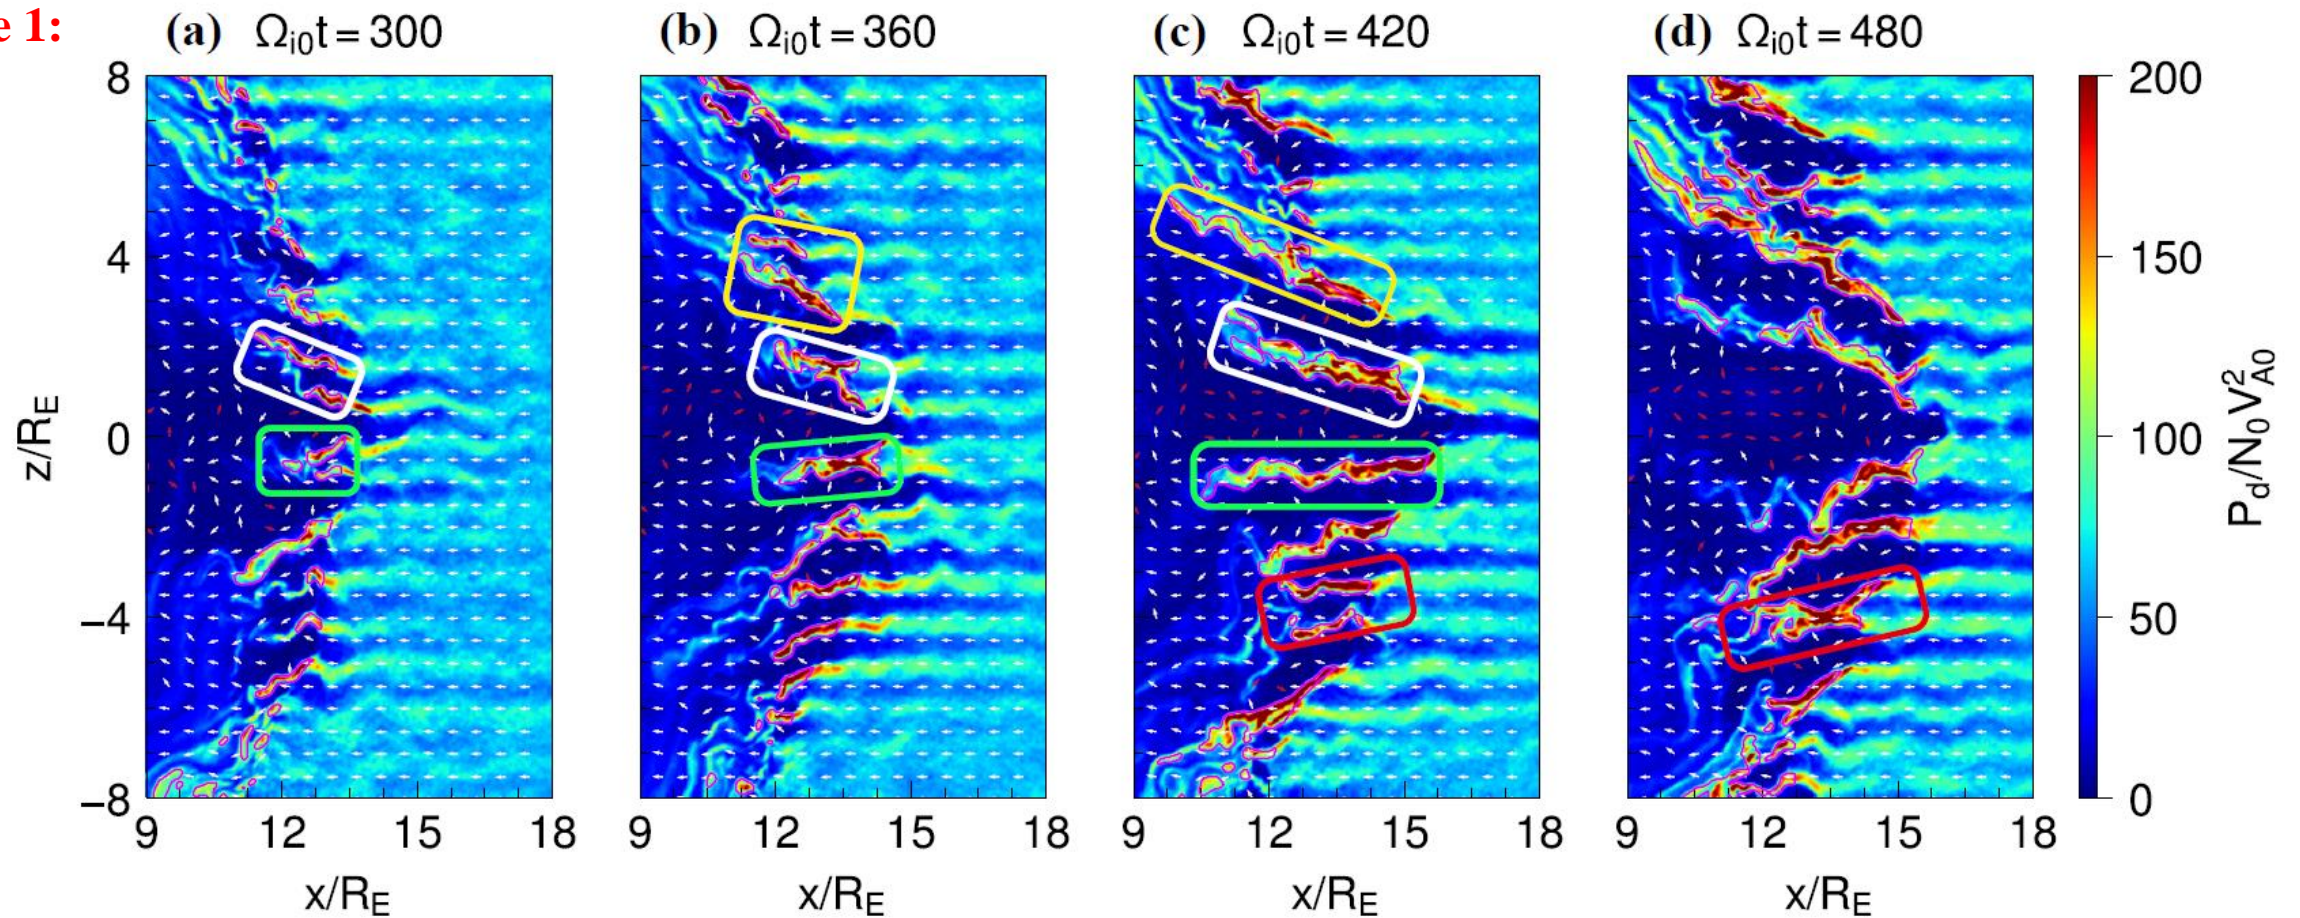 e 1:
(a) Ωi0t = 300
(b) Ωi0t = 360
(c) Ωi0t = 420
(d) Ωi0t = 480
8
4
0
−4
−8
z/RE
9 12 15 18
9 12 15 18
9 12 15 18
9 12 15 18
x/RE
x/RE
x/RE
x/RE
200
150
100
50
0
Pd/N0 V²A0